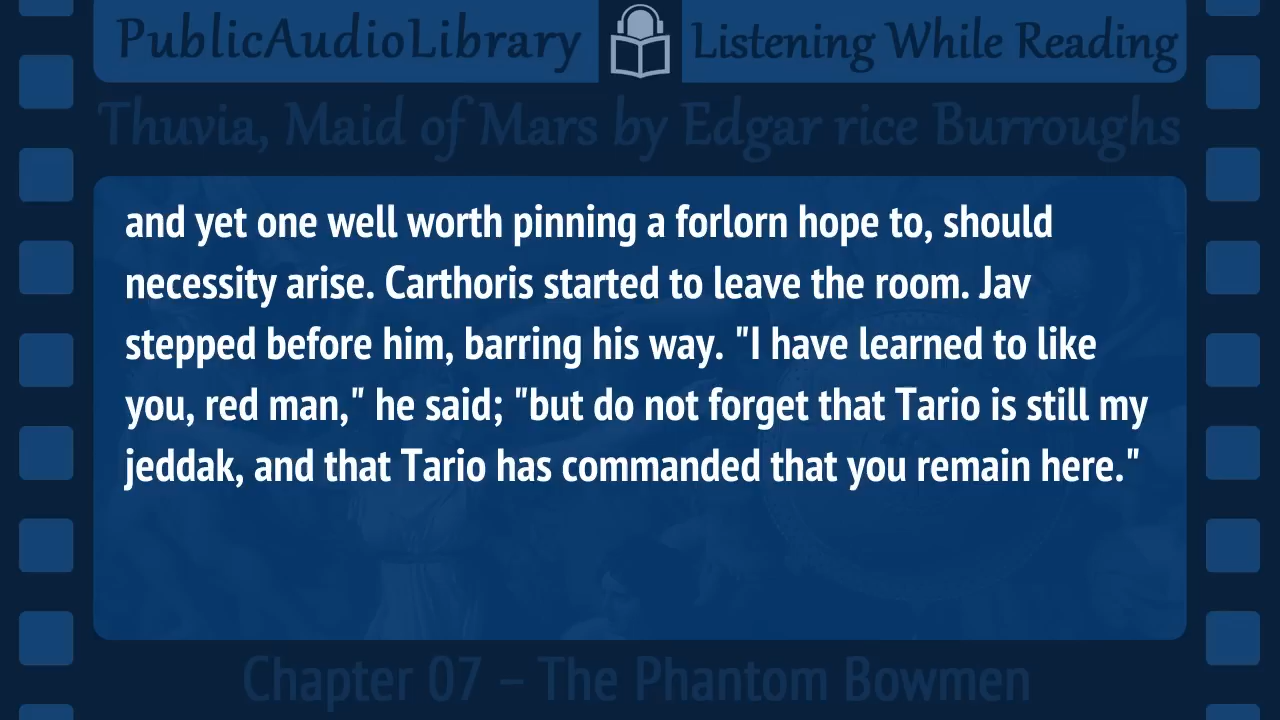 PublicAudioLibrary Listening While Reading
Thuvia, Maid of Mars by Edgar rice Burroughs
and yet one well worth pinning a forlorn hope to, should
necessity arise. Carthoris started to leave the room. Jav
stepped before him, barring his way. "I have learned to like
you, red man," he said; "but do not forget that Tario is still my
jeddak, and that Tario has commanded that you remain here."
Chapter 07 – The Phantom Bowmen